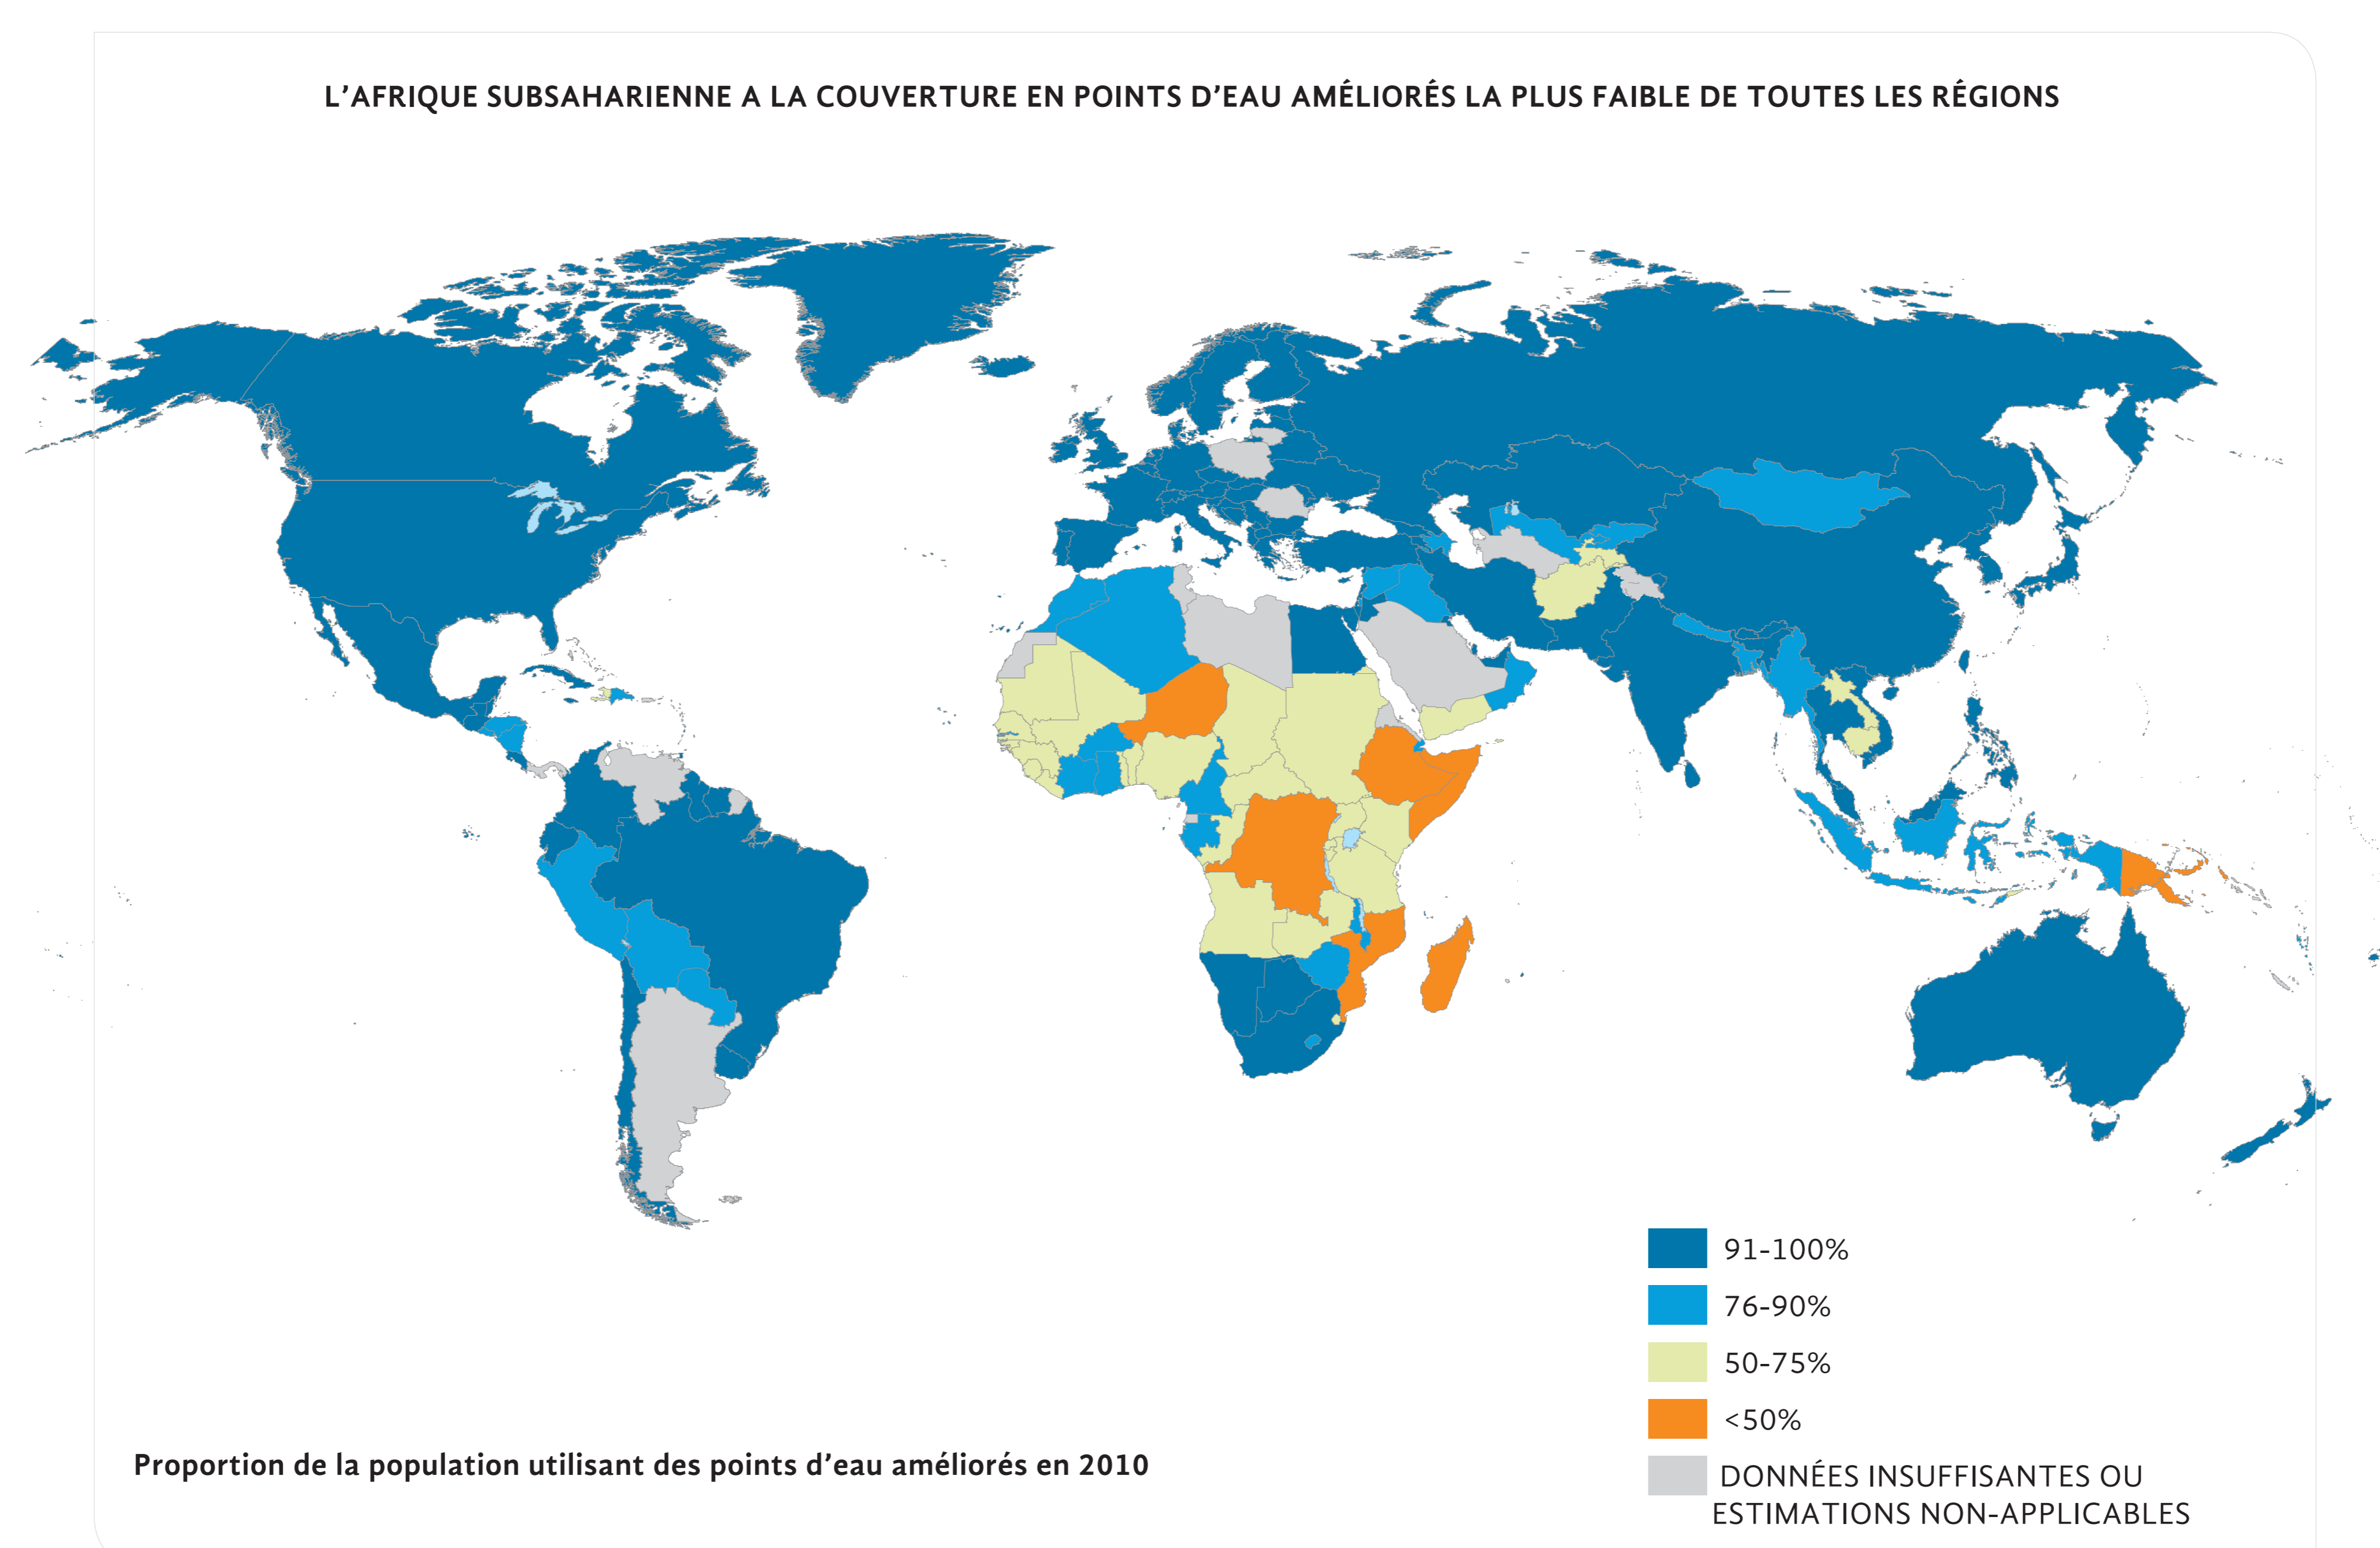 L’AFRIQUE SUBSAHARIENNE A LA COUVERTURE EN POINTS D’EAU AMÉLIORÉS LA PLUS FAIBLE DE TOUTES LES RÉGIONS
91-100%
76-90%
50-75%
<50%
DONNÉES INSUFFISANTES OU
ESTIMATIONS NON-APPLICABLES
Proportion de la population utilisant des points d’eau améliorés en 2010